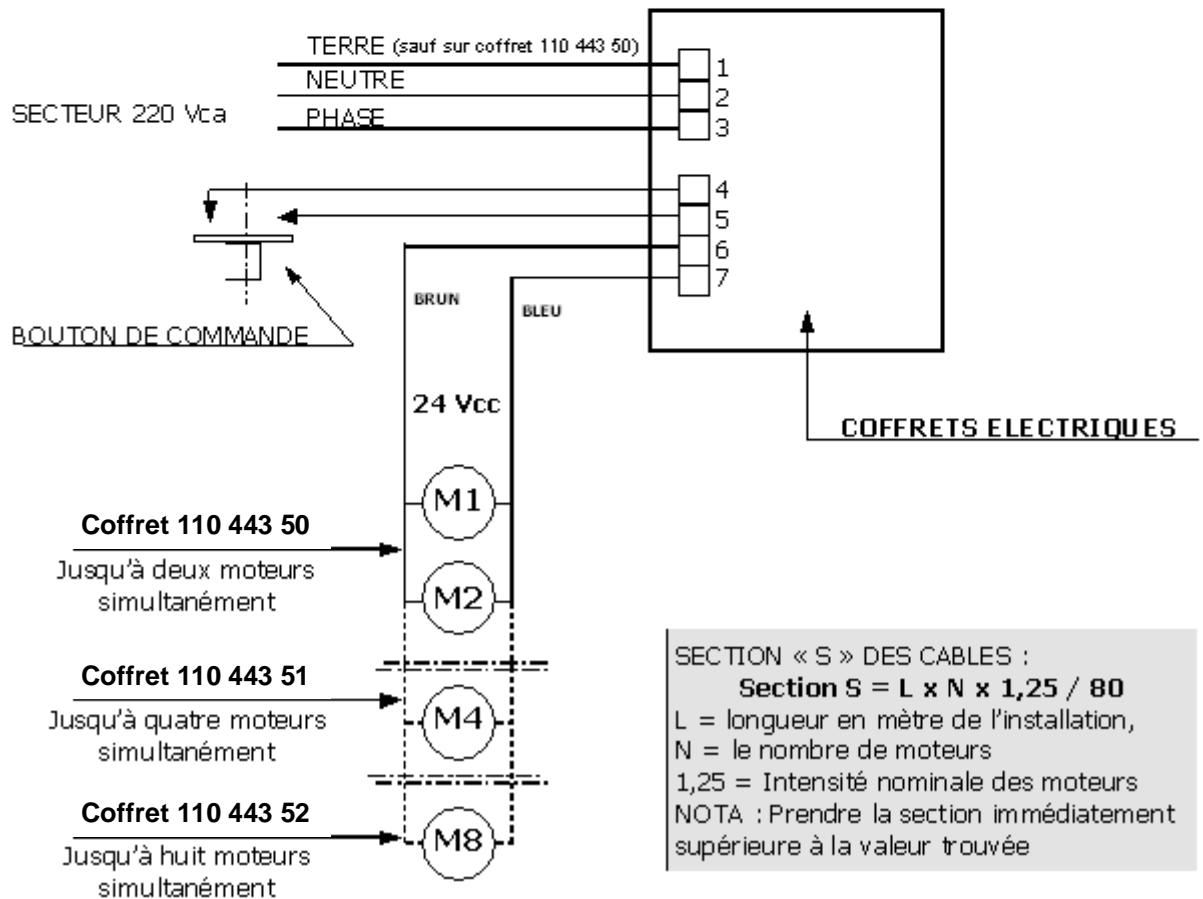 TERRE (sauf sur coffret 110 443 50)
1
NEUTRE
2
SECTEUR 220 Vca
PHASE
3
4
5
6
7
BRUN
BLEU
BOUTON DE COMMANDE
24 Vcc
COFFRETS ELECTRIQUES
M1
Coffret 110 443 50
Jusqu'à deux moteurs
simultanément
M2
Coffret 110 443 51
Jusqu'à quatre moteurs
simultanément
M4
Coffret 110 443 52
Jusqu'à huit moteurs
simultanément
M8
SECTION « S » DES CABLES :
Section S = L x N x 1,25 / 80
L = longueur en mètre de l'installation,
N = le nombre de moteurs
1,25 = Intensité nominale des moteurs
NOTA : Prendre la section immédiatement
supérieure à la valeur trouvée